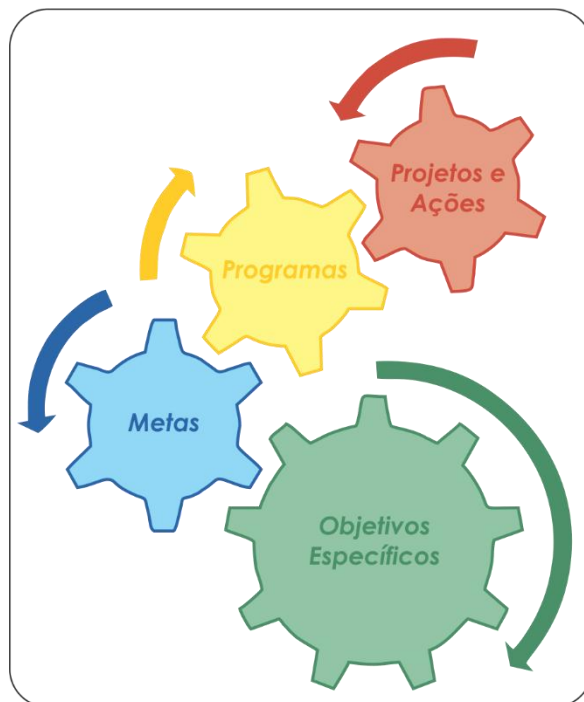 Projetos e
Ações
Programas
Metas
Objetivos
Específicos